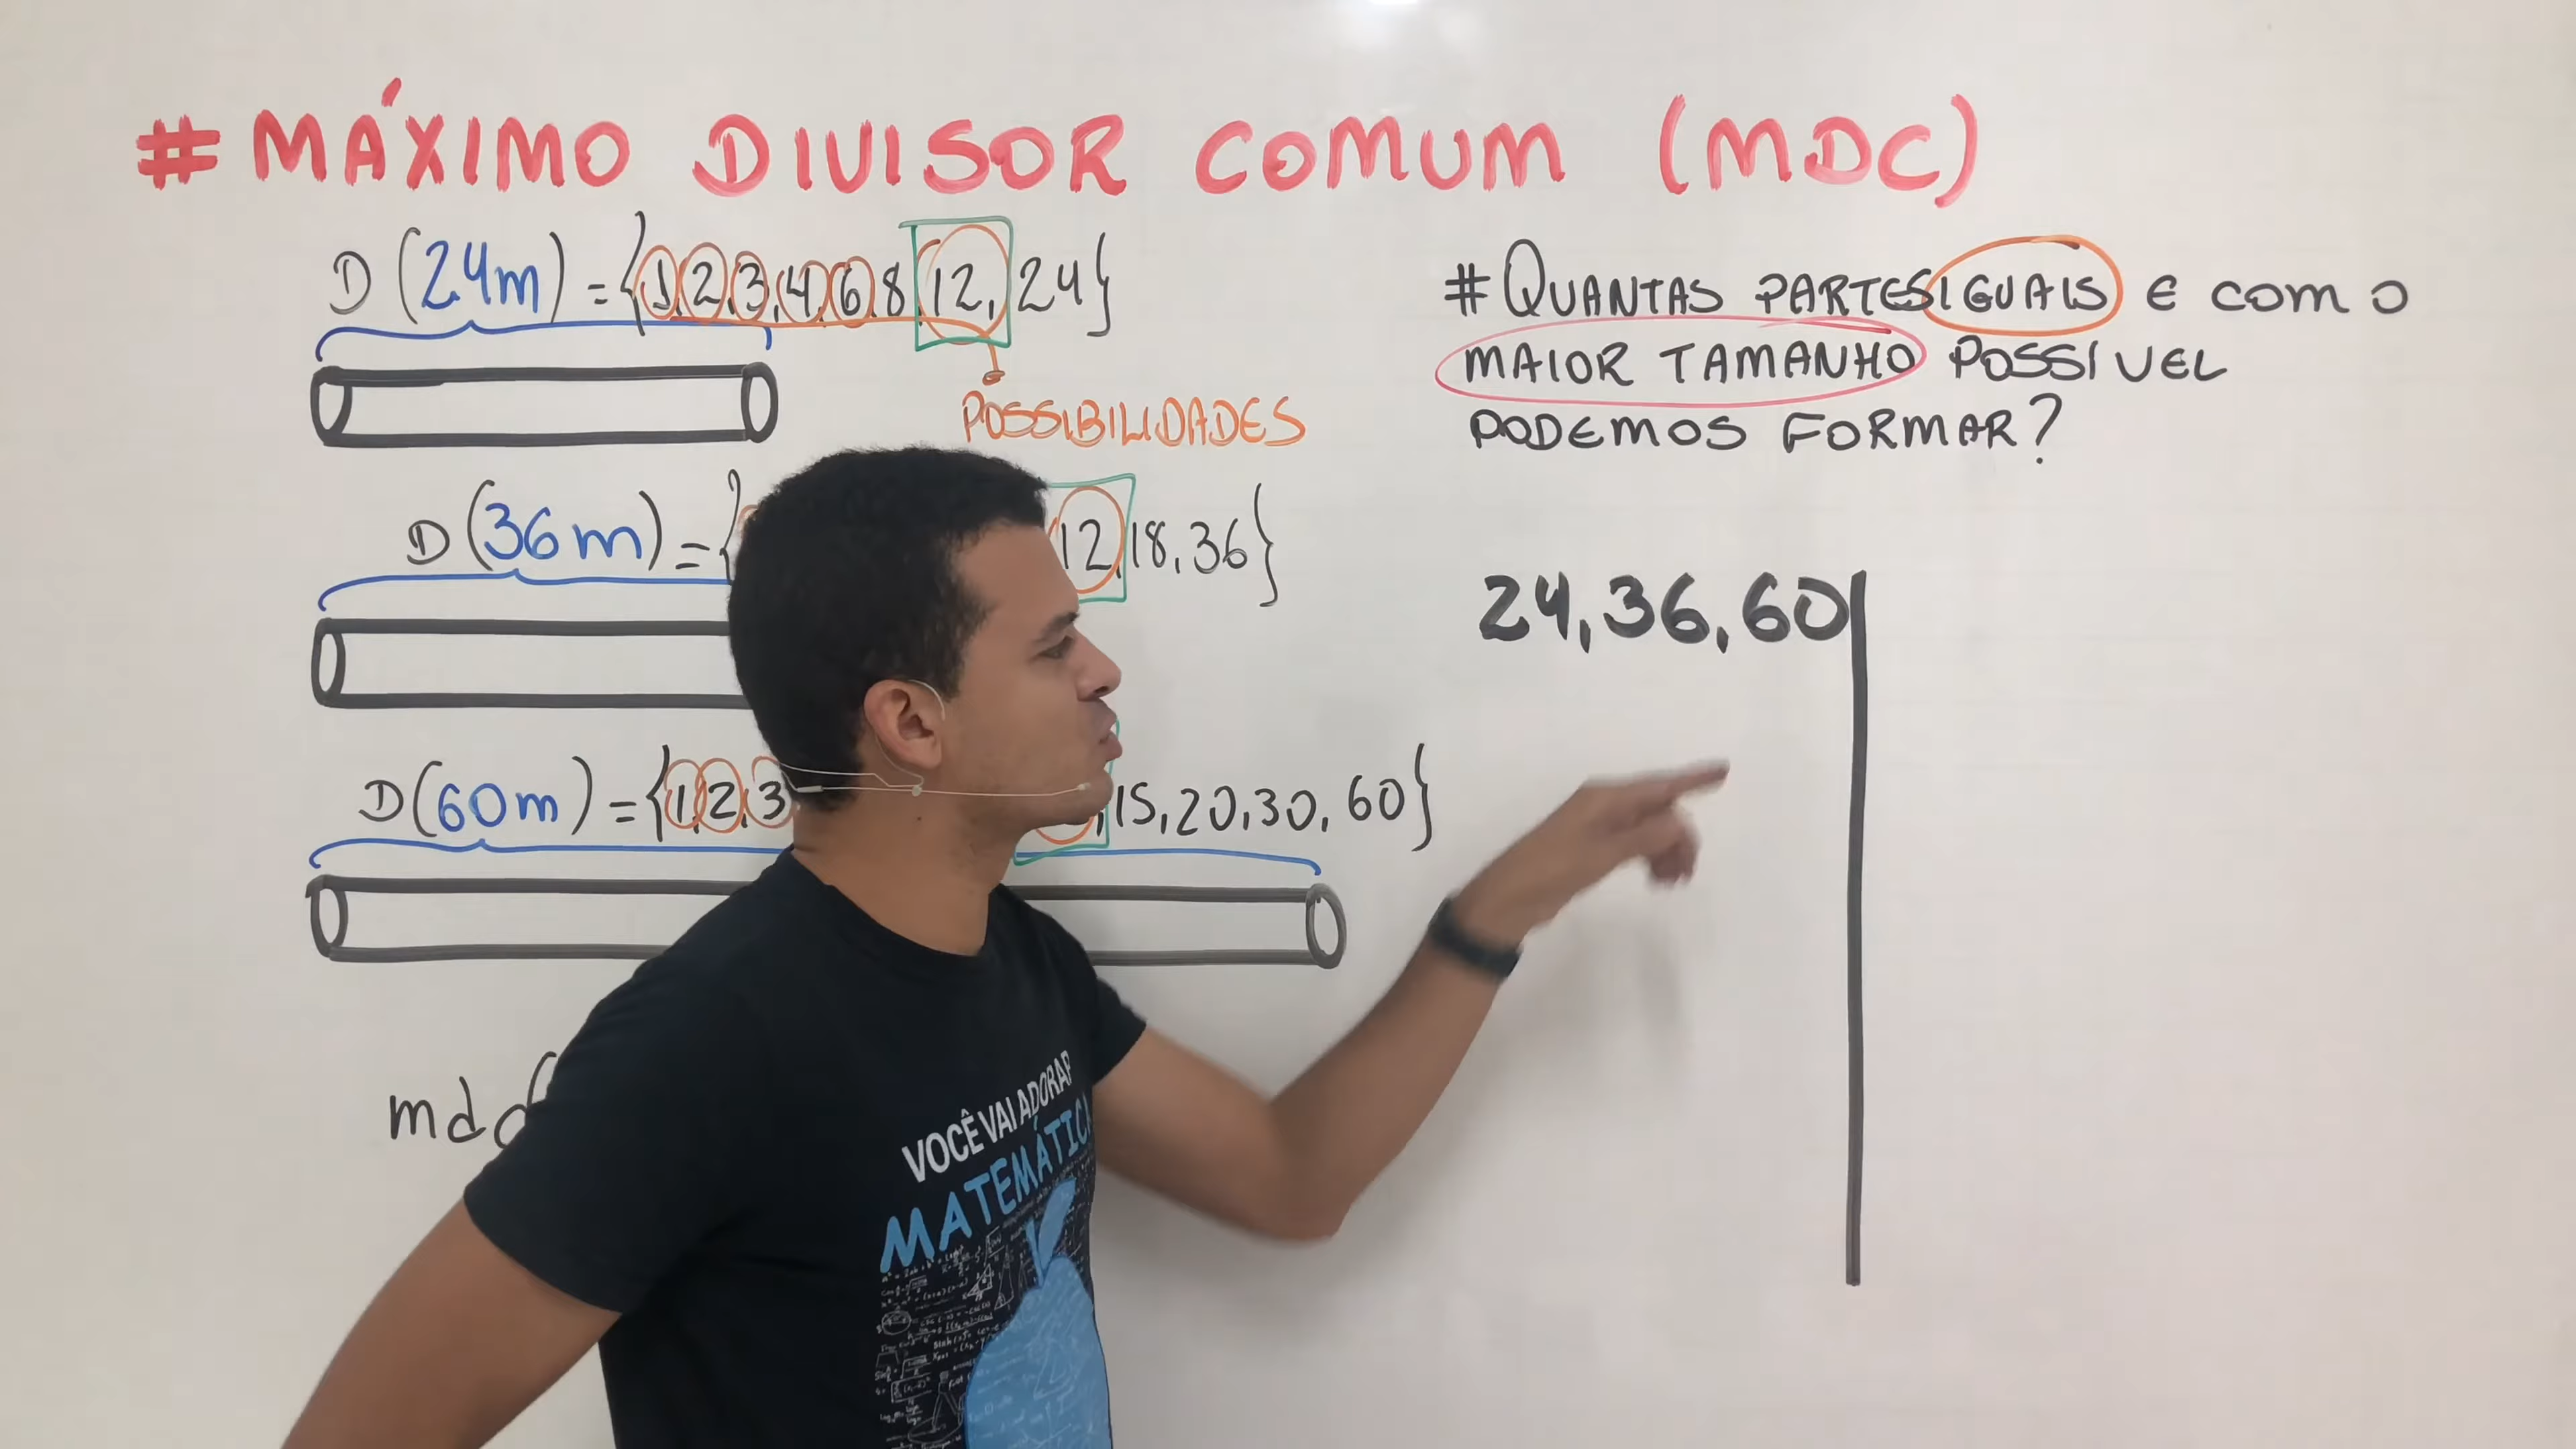 # MÁXIMO DIVISOR COMUM (MDC)
D (24m) = {1,2,3,4,6,8,12,24}
POSSIBILIDADES
D (36m) = { 12,18,36}
D (60m) = {1,2,3 ,15,20,30,60}
mdc(
# QUANTAS PARTES IGUAIS E COM O
MAIOR TAMANHO POSSIVEL
PODEMOS FORMAR?
24,36,60
VOCÊ VAI ADORAR
MATEMÁTICA